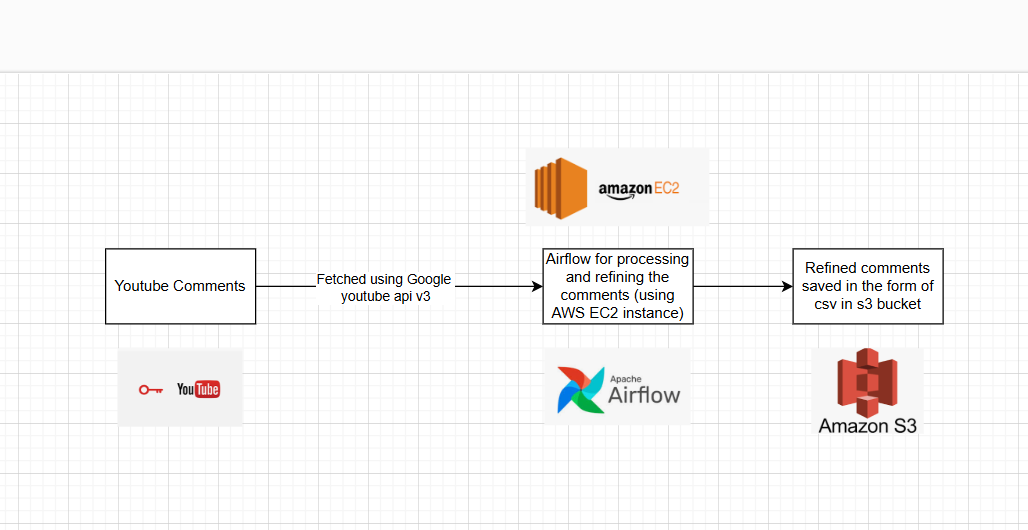 amazon EC2
Youtube Comments
Fetched using Google
youtube api v3
Airflow for processing
and refining the
comments (using
AWS EC2 instance)
Refined comments
saved in the form of
csv in s3 bucket
YouTube
Apache
Airflow
Amazon S3